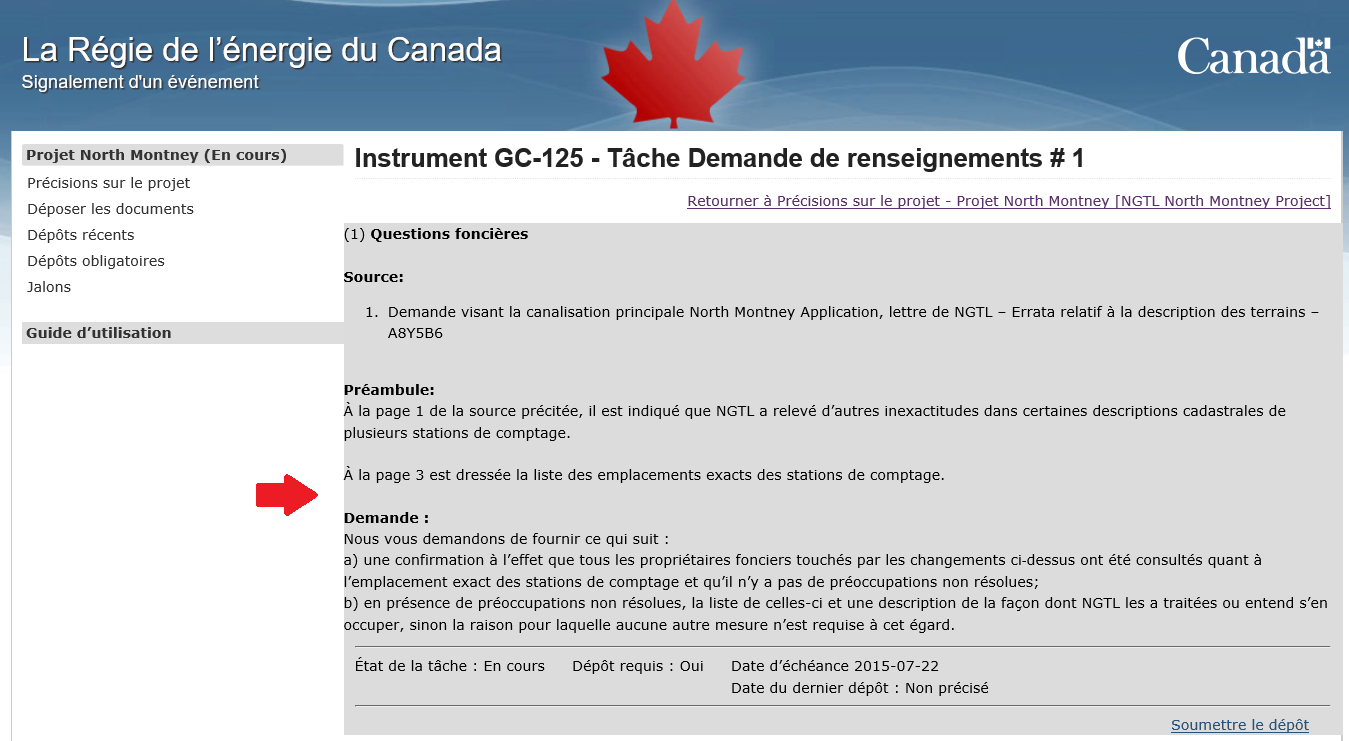 La Régie de l’énergie du Canada
Signalement d'un événement
Canada
Projet North Montney (En cours)
Précisions sur le projet
Déposer les documents
Dépôts récents
Dépôts obligatoires
Jalons
Guide d’utilisation
Instrument GC-125 - Tâche Demande de renseignements # 1
Retourner à Précisions sur le projet - Projet North Montney [NGTL North Montney Project]
(1) Questions foncières
Source:
1. Demande visant la canalisation principale North Montney Application, lettre de NGTL – Errata relatif à la description des terrains –
A8Y5B6
Préambule:
À la page 1 de la source précitée, il est indiqué que NGTL a relevé d’autres inexactitudes dans certaines descriptions cadastrales de
plusieurs stations de comptage.
À la page 3 est dressée la liste des emplacements exacts des stations de comptage.
Demande :
Nous vous demandons de fournir ce qui suit :
a) une confirmation à l’effet que tous les propriétaires fonciers touchés par les changements ci-dessus ont été consultés quant à
l’emplacement exact des stations de comptage et qu’il n’y a pas de préoccupations non résolues;
b) en présence de préoccupations non résolues, la liste de celles-ci et une description de la façon dont NGTL les a traitées ou entend s’en
occuper, sinon la raison pour laquelle aucune autre mesure n’est requise à cet égard.
État de la tâche : En cours Dépôt requis : Oui Date d’échéance 2015-07-22
Date du dernier dépôt : Non précisé
Soumettre le dépôt